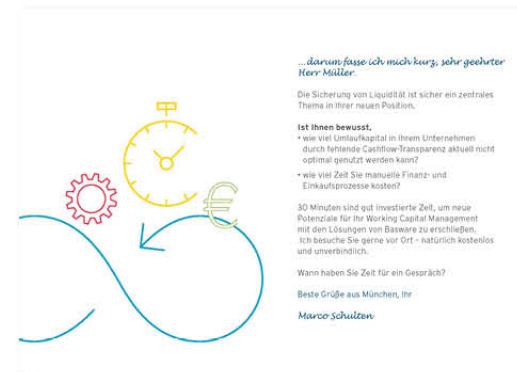 ...darum fasse ich mich kurz, sehr geehrter
Herr Müller.
Die Sicherung von Liquidität ist sicher ein zentrales
Thema in Ihrer neuen Position.
Ist Ihnen bewusst,
• wie viel Umlaufkapital in Ihrem Unternehmen
durch fehlende Cashflow-Transparenz aktuell nicht
optimal genutzt werden kann?
• wie viel Zeit Sie manuelle Finanz- und
Einkaufsprozesse kosten?
30 Minuten sind gut investierte Zeit, um neue
Potenziale für Ihr Working Capital Management
mit den Lösungen von Basware zu erschließen.
Ich besuche Sie gerne vor Ort – natürlich kostenlos
und unverbindlich.
Wann haben Sie Zeit für ein Gespräch?
Beste Grüße aus München, Ihr
Marco Schulten
€